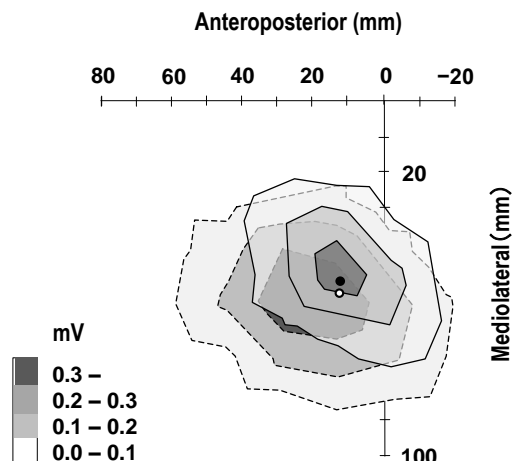 Anteroposterior (mm)
80 60 40 20 0 −20
20
Mediolateral (mm)
mV
0.3 –
0.2 – 0.3
0.1 – 0.2
0.0 – 0.1
100